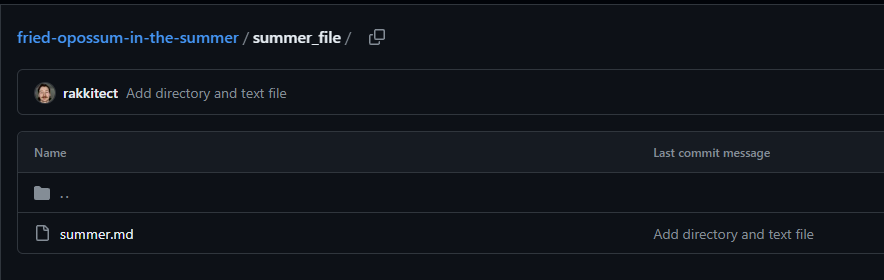 fried-opossum-in-the-summer / summer_file /
rakkitect Add directory and text file
Name Last commit message
..
summer.md Add directory and text file